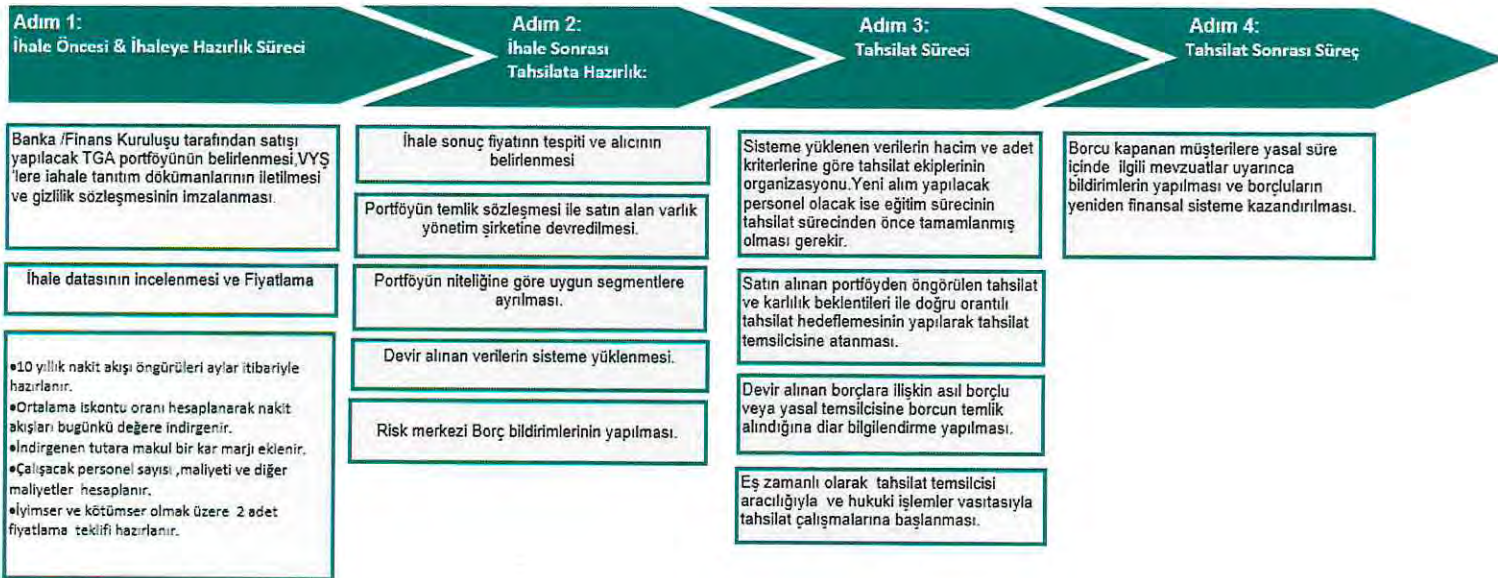 Adım 1:
İhale Öncesi & İhaleye Hazırlık Süreci
Adım 2:
İhale Sonrası
Tahsilata Hazırlık:
Adım 3:
Tahsilat Süreci
Adım 4:
Tahsilat Sonrası Süreç
Banka /Finans Kuruluşu tarafından satışı
yapılacak TGA portföyünün belirlenmesi,VYŞ
'lere iahale tanıtım dökümanlarının iletilmesi
ve gizlilik sözleşmesinin imzalanması.
İhale datasının incelenmesi ve Fiyatlama
•10 yıllık nakit akışı öngürüleri aylar itibariyle
hazırlanır.
•Ortalama iskontu oranı hesaplanarak nakit
akışları bugünkü değere indirgenir.
•İndirgenen tutara makul bir kar marjı eklenir.
•Çalışacak personel sayısı ,maliyeti ve diğer
maliyetler hesaplanır.
•İyimser ve kötümser olmak üzere 2 adet
fiyatlama teklifi hazırlanır.
İhale sonuç fiyatınn tespiti ve alıcının
belirlenmesi
Portföyün temlik sözleşmesi ile satın alan varlık
yönetim şirketine devredilmesi.
Portföyün niteliğine göre uygun segmentlere
ayrılması.
Devir alınan verilerin sisteme yüklenmesi.
Risk merkezi Borç bildirimlerinin yapılması.
Sisteme yüklenen verilerin hacim ve adet
kriterlerine göre tahsilat ekiplerinin
organizasyonu.Yeni alım yapılacak
personel olacak ise eğitim sürecinin
tahsilat sürecinden önce tamamlanmış
olması gerekir.
Satın alınan portföyden öngörülen tahsilat
ve karlılık beklentileri ile doğru orantılı
tahsilat hedeflemesinin yapılarak tahsilat
temsilcisine atanması.
Devir alınan borçlara ilişkin asıl borçlu
veya yasal temsilcisine borcun temlik
alındığına diar bilgilendirme yapılması.
Eş zamanlı olarak tahsilat temsilcisi
aracılığıyla ve hukuki işlemler vasıtasıyla
tahsilat çalışmalarına başlanması.
Borcu kapanan müşterilere yasal süre
içinde ilgili mevzuatlar uyarınca
bildirimlerin yapılması ve borçluların
yeniden finansal sisteme kazandırılması.